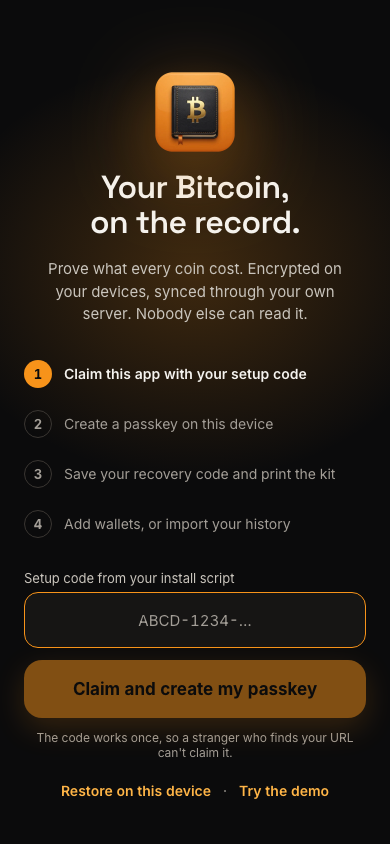 Your Bitcoin,
on the record.
Prove what every coin cost. Encrypted on
your devices, synced through your own
server. Nobody else can read it.
1 Claim this app with your setup code
2 Create a passkey on this device
3 Save your recovery code and print the kit
4 Add wallets, or import your history
Setup code from your install script
ABCD-1234-...
Claim and create my passkey
The code works once, so a stranger who finds your URL
can't claim it.
Restore on this device · Try the demo